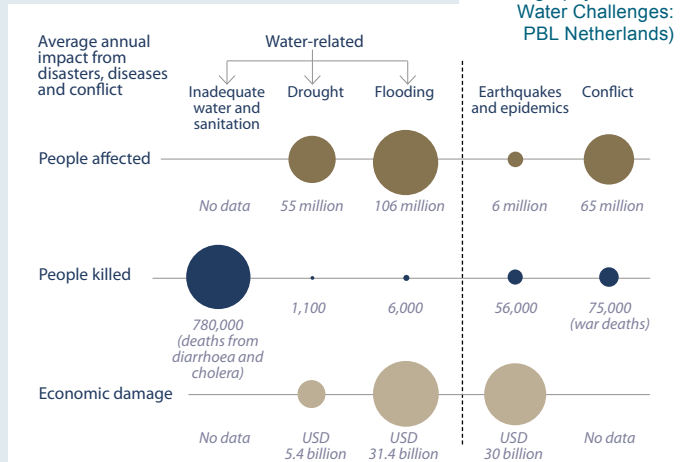 Water Challenges:
PBL Netherlands)
Average annual
impact from
disasters, diseases
and conflict
Water-related
Inadequate
water and
sanitation
Drought
Flooding
Earthquakes
and epidemics
Conflict
People affected
No data
55 million
106 million
6 million
65 million
People killed
780,000
(deaths from
diarrhoea and
cholera)
1,100
6,000
56,000
75,000
(war deaths)
Economic damage
No data
USD
5.4 billion
USD
31.4 billion
USD
30 billion
No data